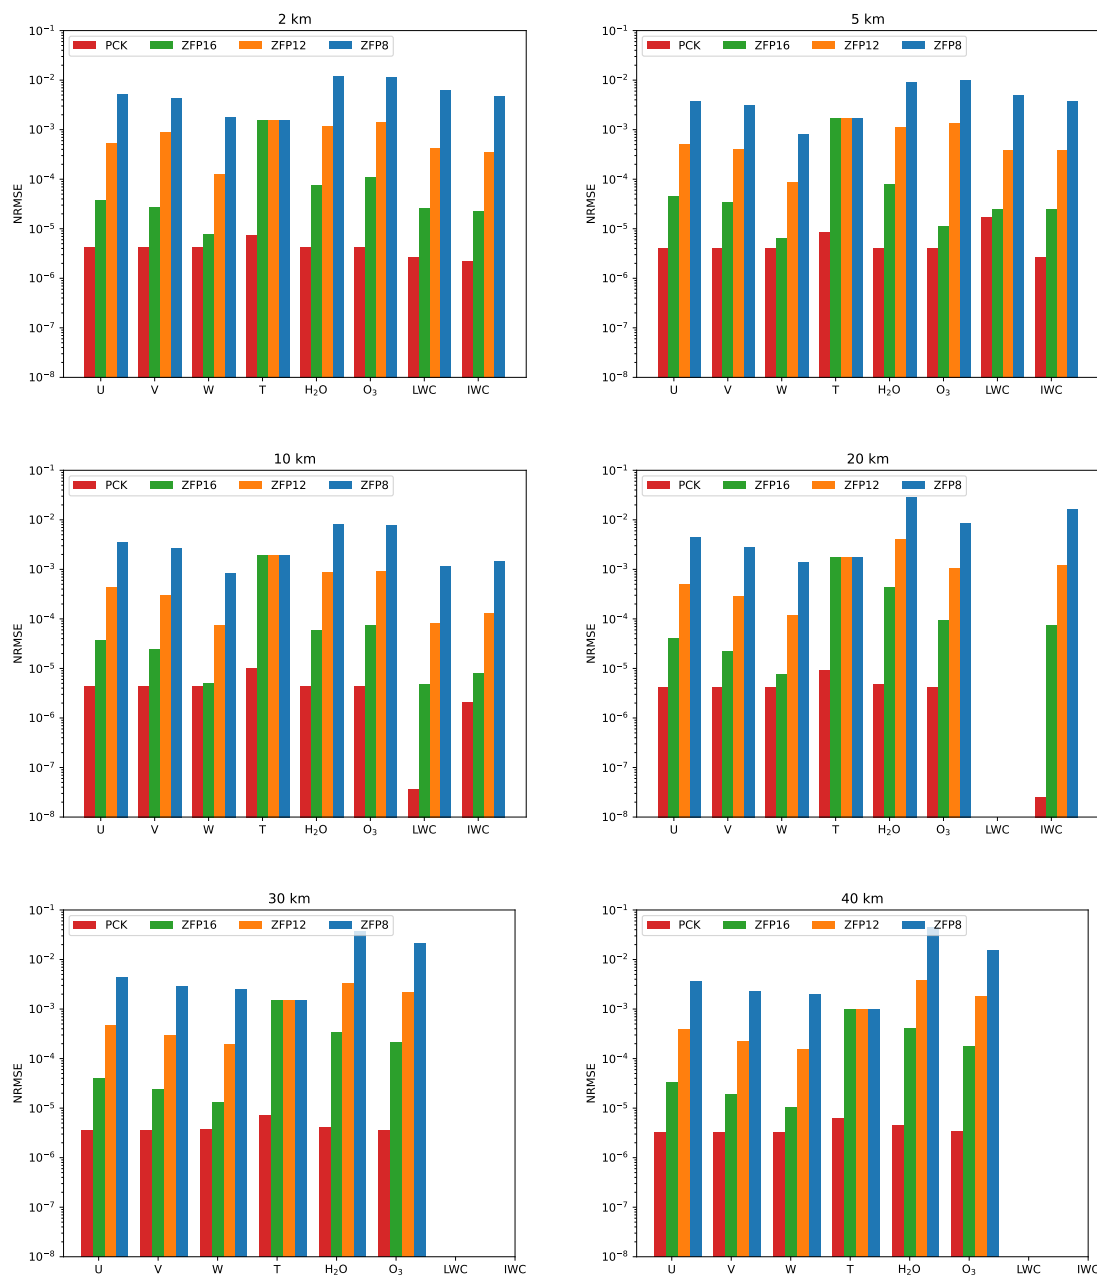 2 km
PCK ZFP16 ZFP12 ZFP8
NRMSE
10⁻¹
10⁻²
10⁻³
10⁻⁴
10⁻⁵
10⁻⁶
10⁻⁷
10⁻⁸
U V W T H₂O O₃ LWC IWC
5 km
PCK ZFP16 ZFP12 ZFP8
NRMSE
10⁻¹
10⁻²
10⁻³
10⁻⁴
10⁻⁵
10⁻⁶
10⁻⁷
10⁻⁸
U V W T H₂O O₃ LWC IWC
10 km
PCK ZFP16 ZFP12 ZFP8
NRMSE
10⁻¹
10⁻²
10⁻³
10⁻⁴
10⁻⁵
10⁻⁶
10⁻⁷
10⁻⁸
U V W T H₂O O₃ LWC IWC
20 km
PCK ZFP16 ZFP12 ZFP8
NRMSE
10⁻¹
10⁻²
10⁻³
10⁻⁴
10⁻⁵
10⁻⁶
10⁻⁷
10⁻⁸
U V W T H₂O O₃ LWC IWC
30 km
PCK ZFP16 ZFP12 ZFP8
NRMSE
10⁻¹
10⁻²
10⁻³
10⁻⁴
10⁻⁵
10⁻⁶
10⁻⁷
10⁻⁸
U V W T H₂O O₃ LWC IWC
40 km
PCK ZFP16 ZFP12 ZFP8
NRMSE
10⁻¹
10⁻²
10⁻³
10⁻⁴
10⁻⁵
10⁻⁶
10⁻⁷
10⁻⁸
U V W T H₂O O₃ LWC IWC